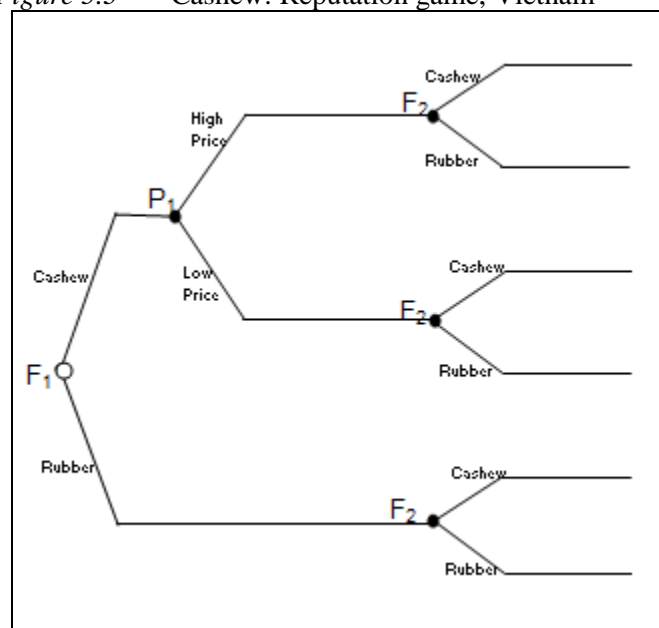 Cashew: Reputation game, Vietnam
Cashew
F2
High
Price
Rubber
P1
Cashew
Low
Price
Cashew
F2
Rubber
F1
Rubber
Cashew
F2
Rubber